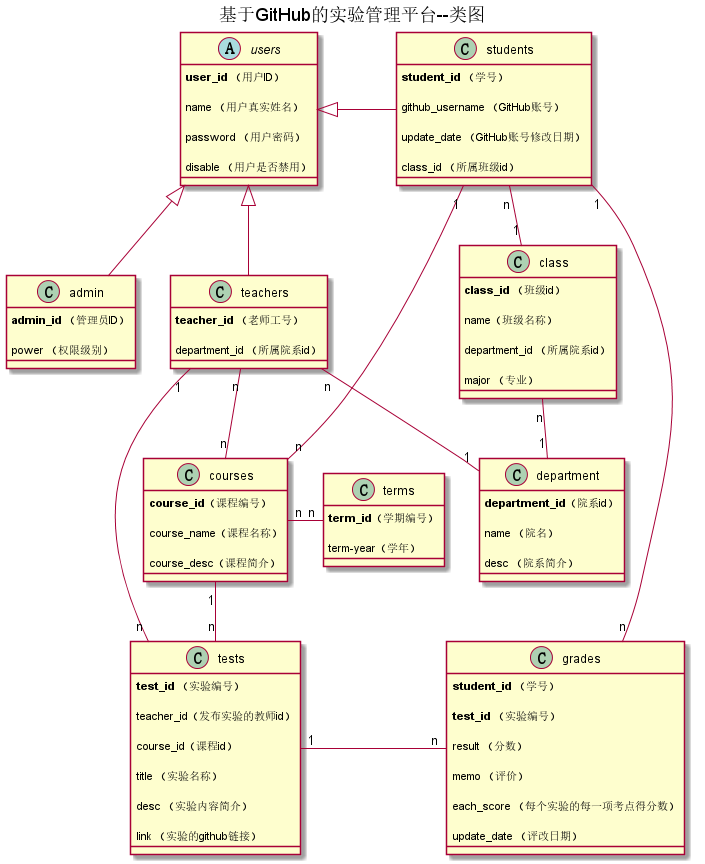 基于GitHub的实验管理平台--类图
A users
user_id （用户ID）
name （用户真实姓名）
password （用户密码）
disable （用户是否禁用）
C students
student_id （学号）
github_username （GitHub账号）
update_date （GitHub账号修改日期）
class_id （所属班级id）
1
n
1
1
C class
class_id （班级id）
name（班级名称）
department_id （所属院系id）
major （专业）
C admin
admin_id （管理员ID）
power （权限级别）
C teachers
teacher_id （老师工号）
department_id （所属院系id）
1
n
n
n
n
n
1
1
C courses
course_id（课程编号）
course_name（课程名称）
course_desc（课程简介）
n n
C terms
term_id（学期编号）
term-year（学年）
C department
department_id（院系id）
name （院名）
desc （院系简介）
1
n
n
n
C tests
test_id （实验编号）
teacher_id（发布实验的教师id）
course_id（课程id）
title （实验名称）
desc （实验内容简介）
link （实验的github链接）
1
n
C grades
student_id （学号）
test_id （实验编号）
result （分数）
memo （评价）
each_score （每个实验的每一项考点得分数）
update_date （评改日期）